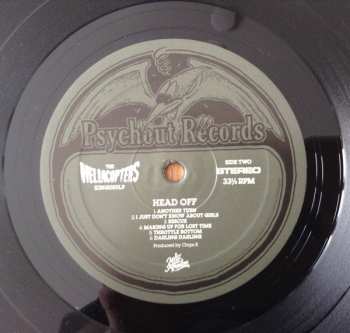 Psychout Records
THE
HELLACOPTERS
SIDE TWO
STEREO
33⅓ RPM
HEAD OFF
1 ANOTHER TURN
2 I JUST DON'T KNOW ABOUT GIRLS
3 RESCUE
4 MAKING UP FOR LOST TIME
5 THROTTLE BOTTOM
6 DARLING DARLING
Produced by Chips K